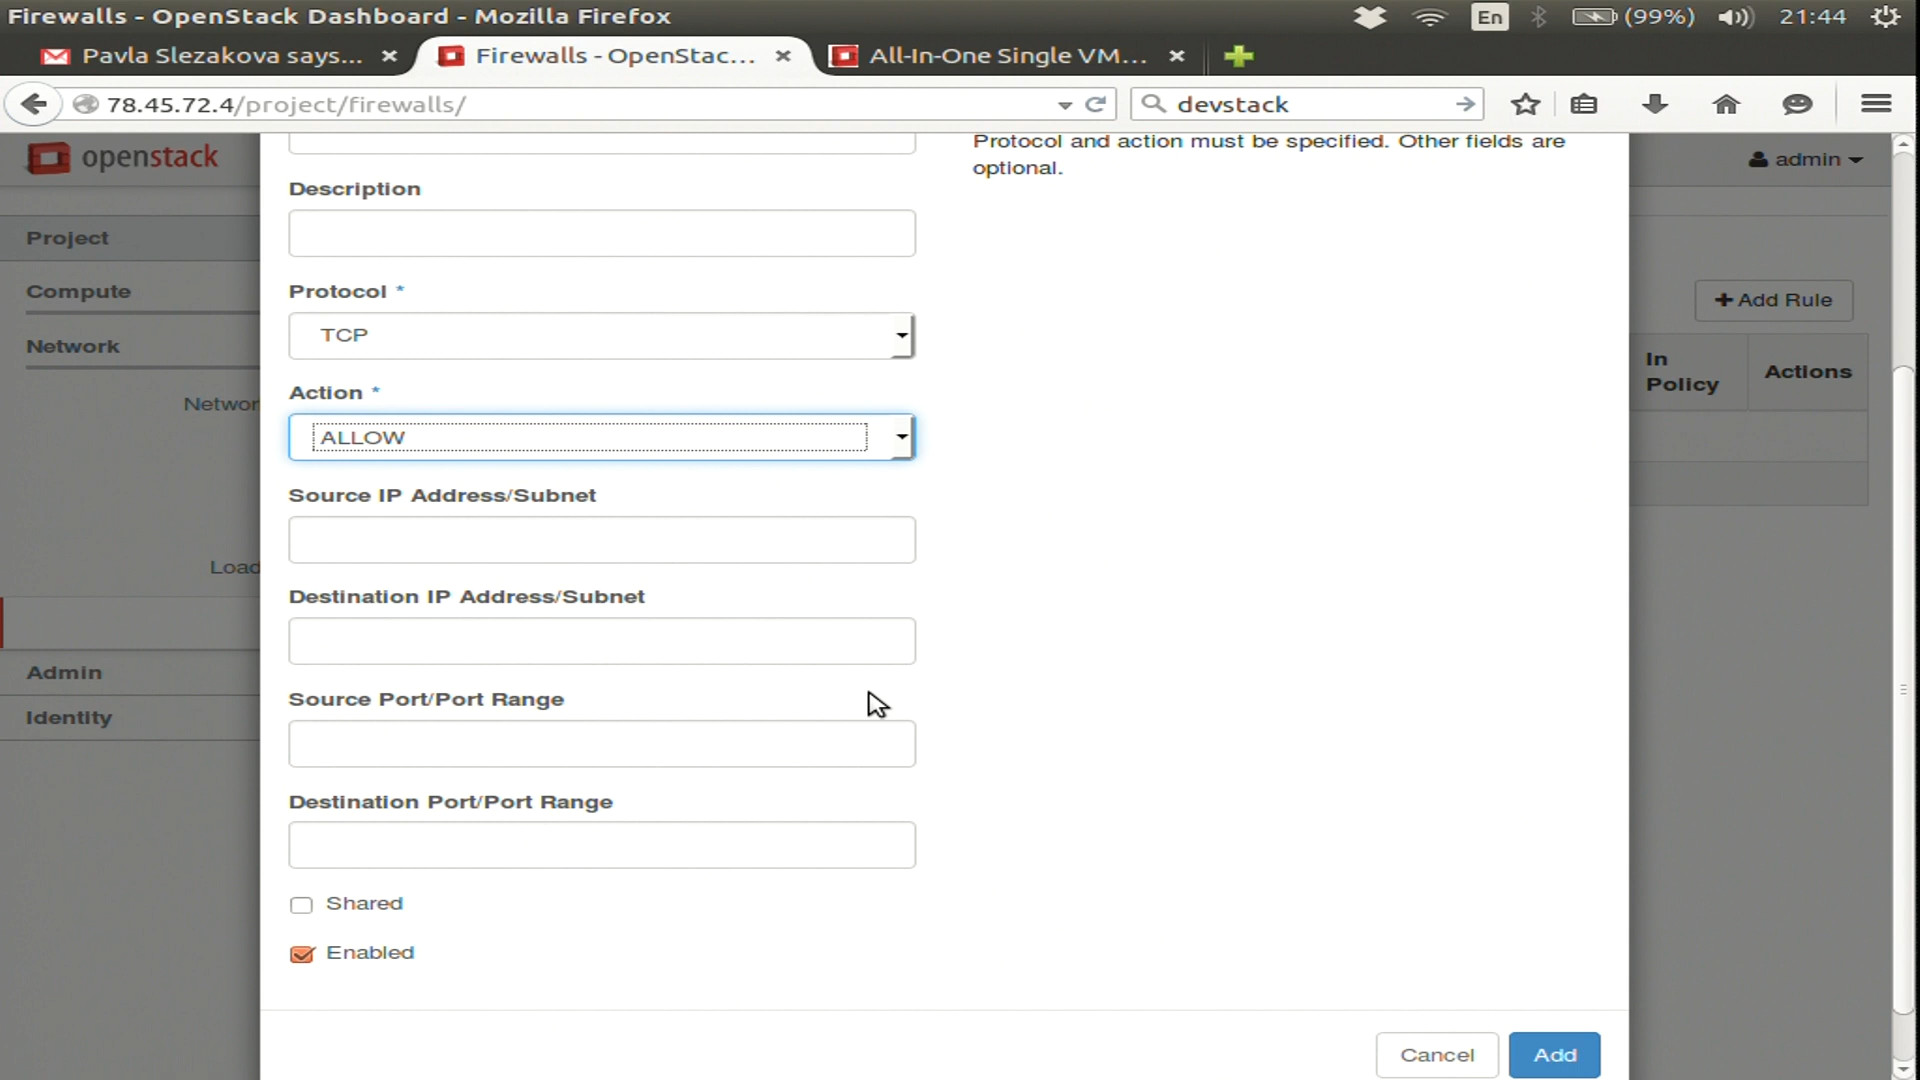 Firewalls - OpenStack Dashboard - Mozilla Firefox
En
(99%)
21:44
Pavla Slezakova says...
Firewalls - OpenStac...
All-In-One Single VM...
78.45.72.4/project/firewalls/
devstack
openstack
admin
Protocol and action must be specified. Other fields are
optional.
Description
Project
Protocol *
Compute
Add Rule
TCP
Network
In
Policy
Actions
Action *
Networ
ALLOW
Source IP Address/Subnet
Load
Destination IP Address/Subnet
Admin
Source Port/Port Range
Identity
Destination Port/Port Range
Shared
Enabled
Cancel
Add